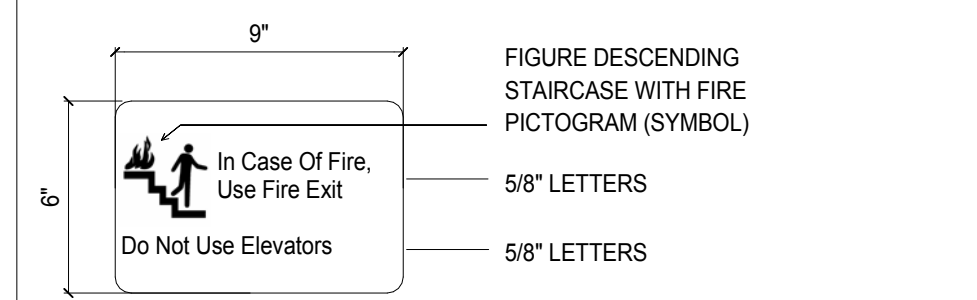 9"
FIGURE DESCENDING
STAIRCASE WITH FIRE
PICTOGRAM (SYMBOL)
6"
In Case Of Fire,
Use Fire Exit
5/8" LETTERS
Do Not Use Elevators
5/8" LETTERS